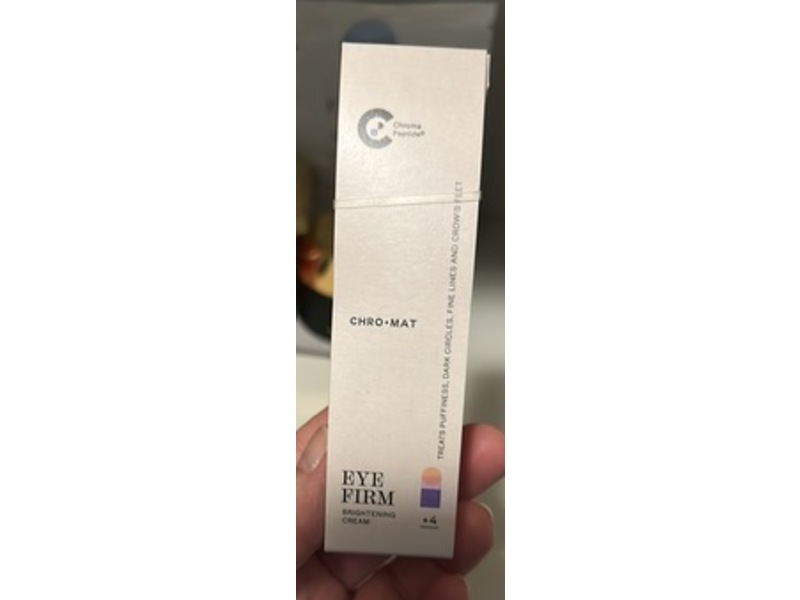 Chroma
Peptide®
TREATS PUFFINESS, DARK CIRCLES, FINE LINES AND CROW'S FEET
CHRO•MAT
EYE
FIRM
BRIGHTENING
CREAM
+4